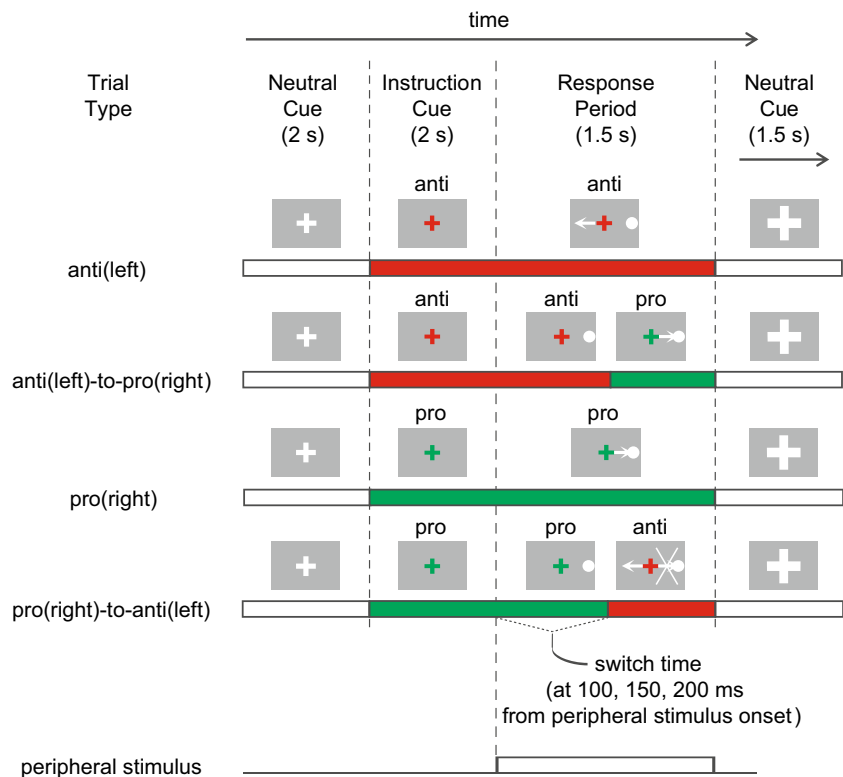 time
Trial
Type
Neutral
Cue
(2 s)
Instruction
Cue
(2 s)
Response
Period
(1.5 s)
Neutral
Cue
(1.5 s)
anti
anti
anti(left)
anti
anti
pro
anti(left)-to-pro(right)
pro
pro
pro(right)
pro
pro
anti
pro(right)-to-anti(left)
switch time
(at 100, 150, 200 ms
from peripheral stimulus onset)
peripheral stimulus